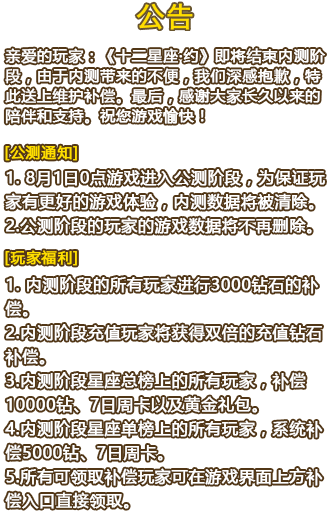 公告
亲爱的玩家：《十二星座·约》即将结束内测阶
段，由于内测带来的不便，我们深感抱歉，特
此送上维护补偿。最后，感谢大家长久以来的
陪伴和支持。祝您游戏愉快！
[公测通知]
1. 8月1日0点游戏进入公测阶段，为保证玩
家有更好的游戏体验，内测数据将被清除。
2.公测阶段的玩家的游戏数据将不再删除。
[玩家福利]
1. 内测阶段的所有玩家进行3000钻石的补
偿。
2.内测阶段充值玩家将获得双倍的充值钻石
补偿。
3.内测阶段星座总榜上的所有玩家，补偿
10000钻、7日周卡以及黄金礼包。
4.内测阶段星座单榜上的所有玩家，系统补
偿5000钻、7日周卡。
5.所有可领取补偿玩家可在游戏界面上方补
偿入口直接领取。